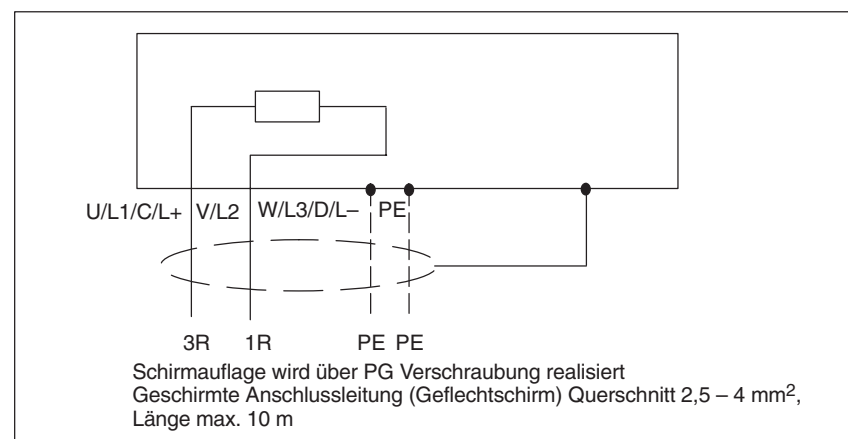 U/L1/C/L+ V/L2 W/L3/D/L– PE
3R 1R PE PE
Schirmauflage wird über PG Verschraubung realisiert
Geschirmte Anschlussleitung (Geflechtschirm) Querschnitt 2,5 – 4 mm²,
Länge max. 10 m